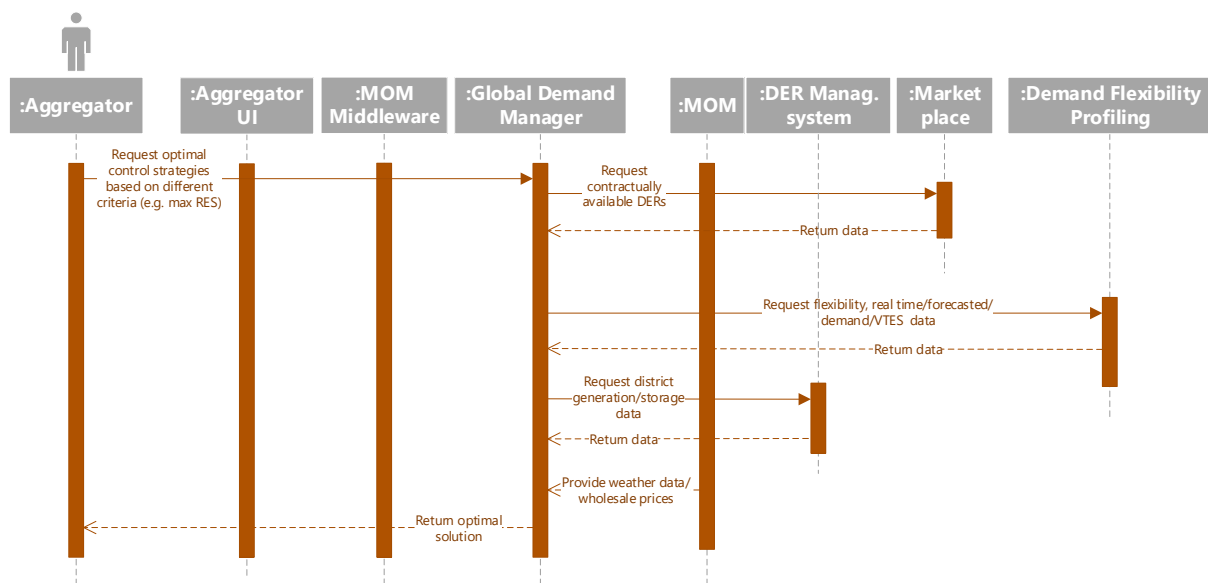 :Aggregator
:Aggregator
UI
:MOM
Middleware
:Global Demand
Manager
:MOM
:DER Manag.
system
:Market
place
:Demand Flexibility
Profiling
Request optimal
control strategies
based on different
criteria (e.g. max RES)
Request
contractually
available DERs
Return data
Request flexibility, real time/forecasted/
demand/VTES data
Return data
Request district
generation/storage
data
Return data
Provide weather data/
wholesale prices
Return optimal
solution